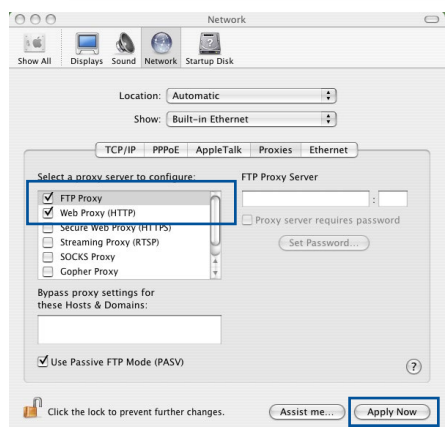 Network
Show All Displays Sound Network Startup Disk
Location: Automatic
Show: Built-in Ethernet
TCP/IP PPPoE AppleTalk Proxies Ethernet
Select a proxy server to configure: FTP Proxy Server
FTP Proxy
Web Proxy (HTTP) :
Secure Web Proxy (HTTPS) Proxy server requires password
Streaming Proxy (RTSP) Set Password...
SOCKS Proxy
Gopher Proxy
Bypass proxy settings for
these Hosts & Domains:
Use Passive FTP Mode (PASV) ?
Click the lock to prevent further changes. Assist me... Apply Now